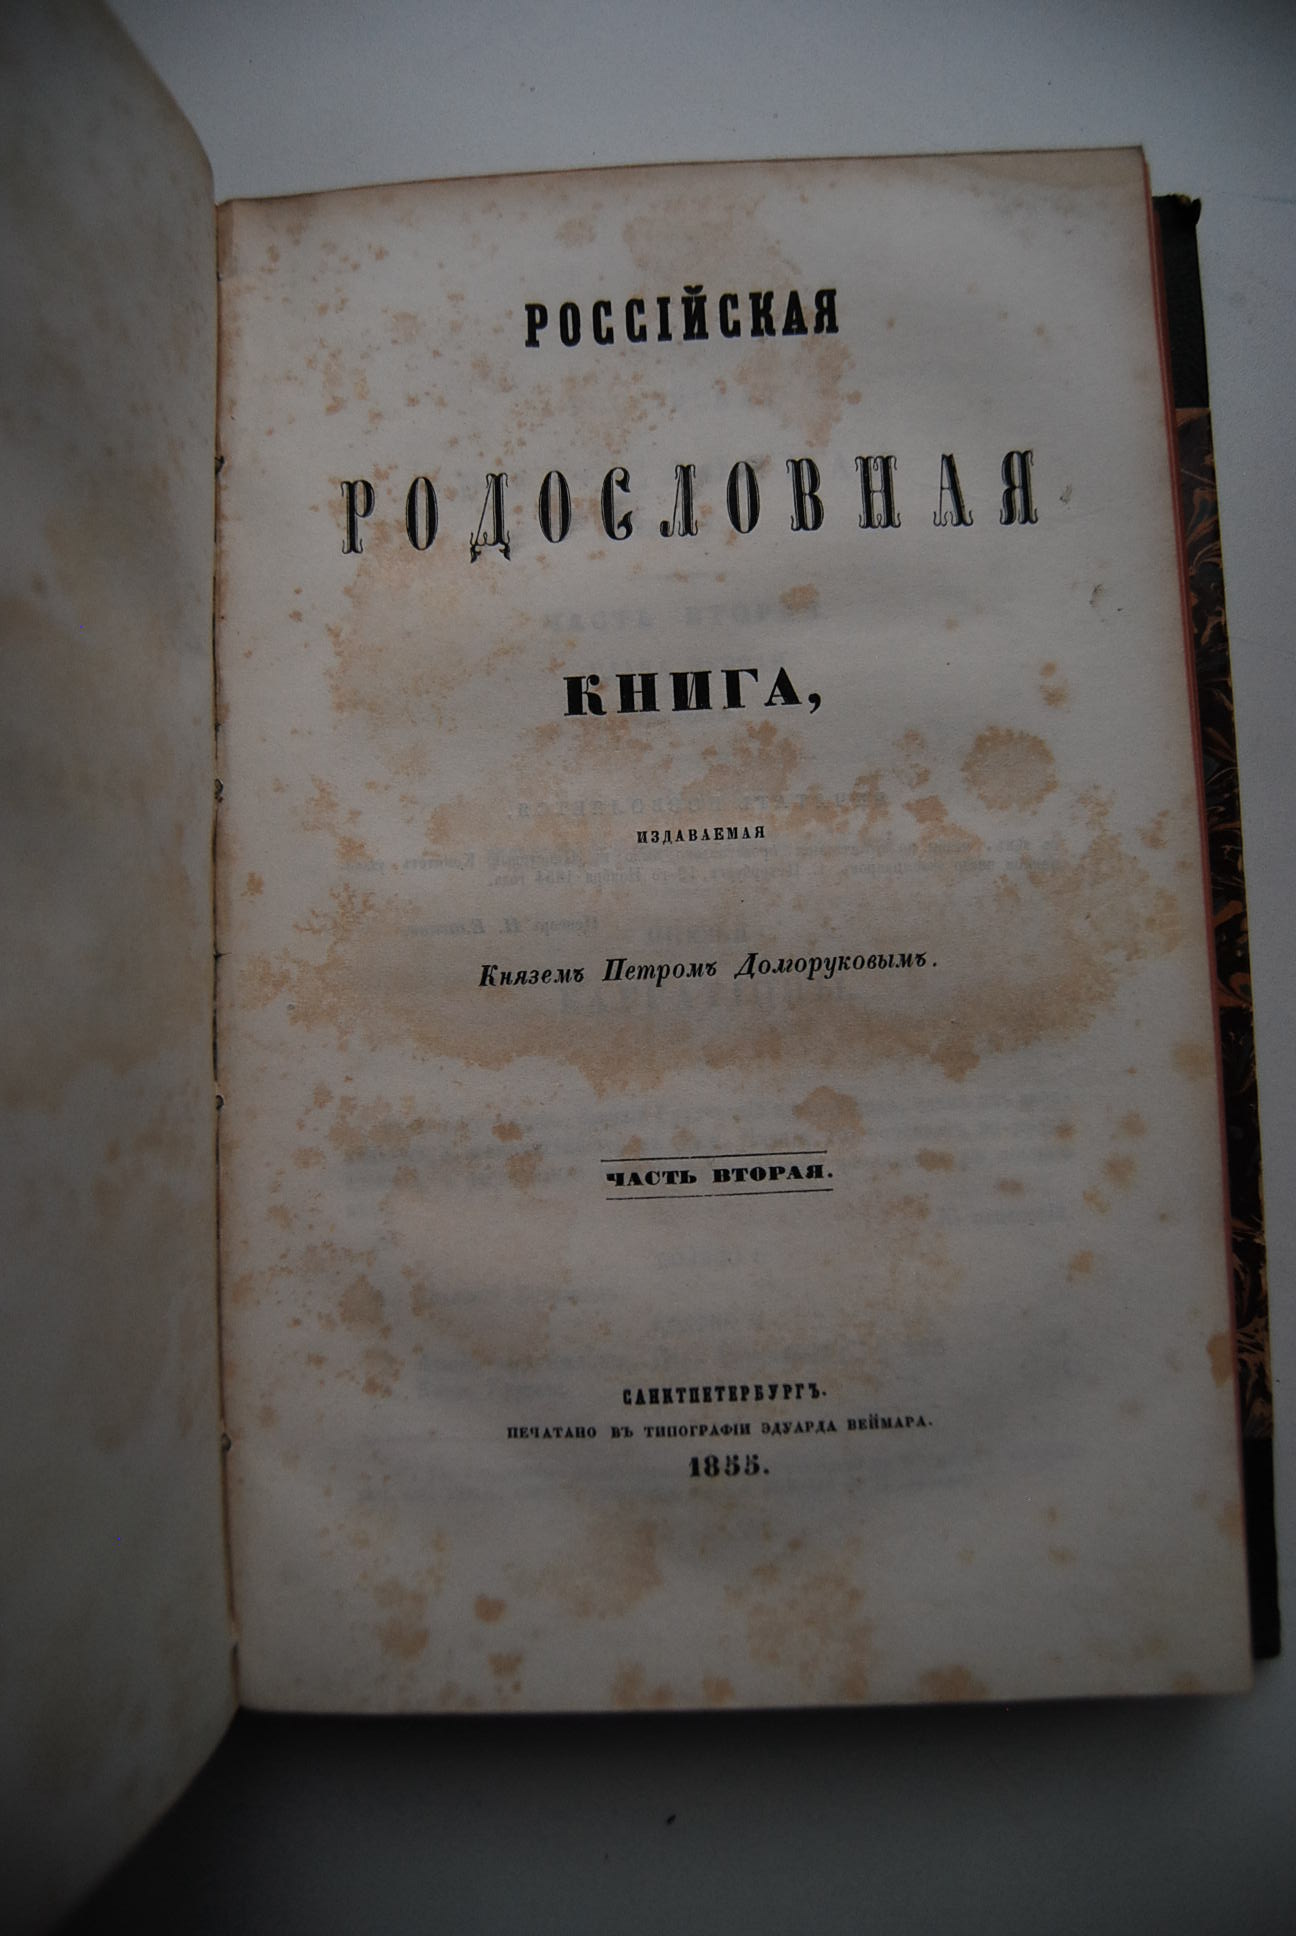 РОССІЙСКАЯ
РОДОСЛОВНАЯ
КНИГА,
ИЗДАВАЕМАЯ
Княземъ Петромъ Долгоруковымъ.
ЧАСТЬ ВТОРАЯ.
САНКТПЕТЕРБУРГЪ.
ПЕЧАТАНО ВЪ ТИПОГРАФІИ ЭДУАРДА ВЕЙМАРА.
1855.